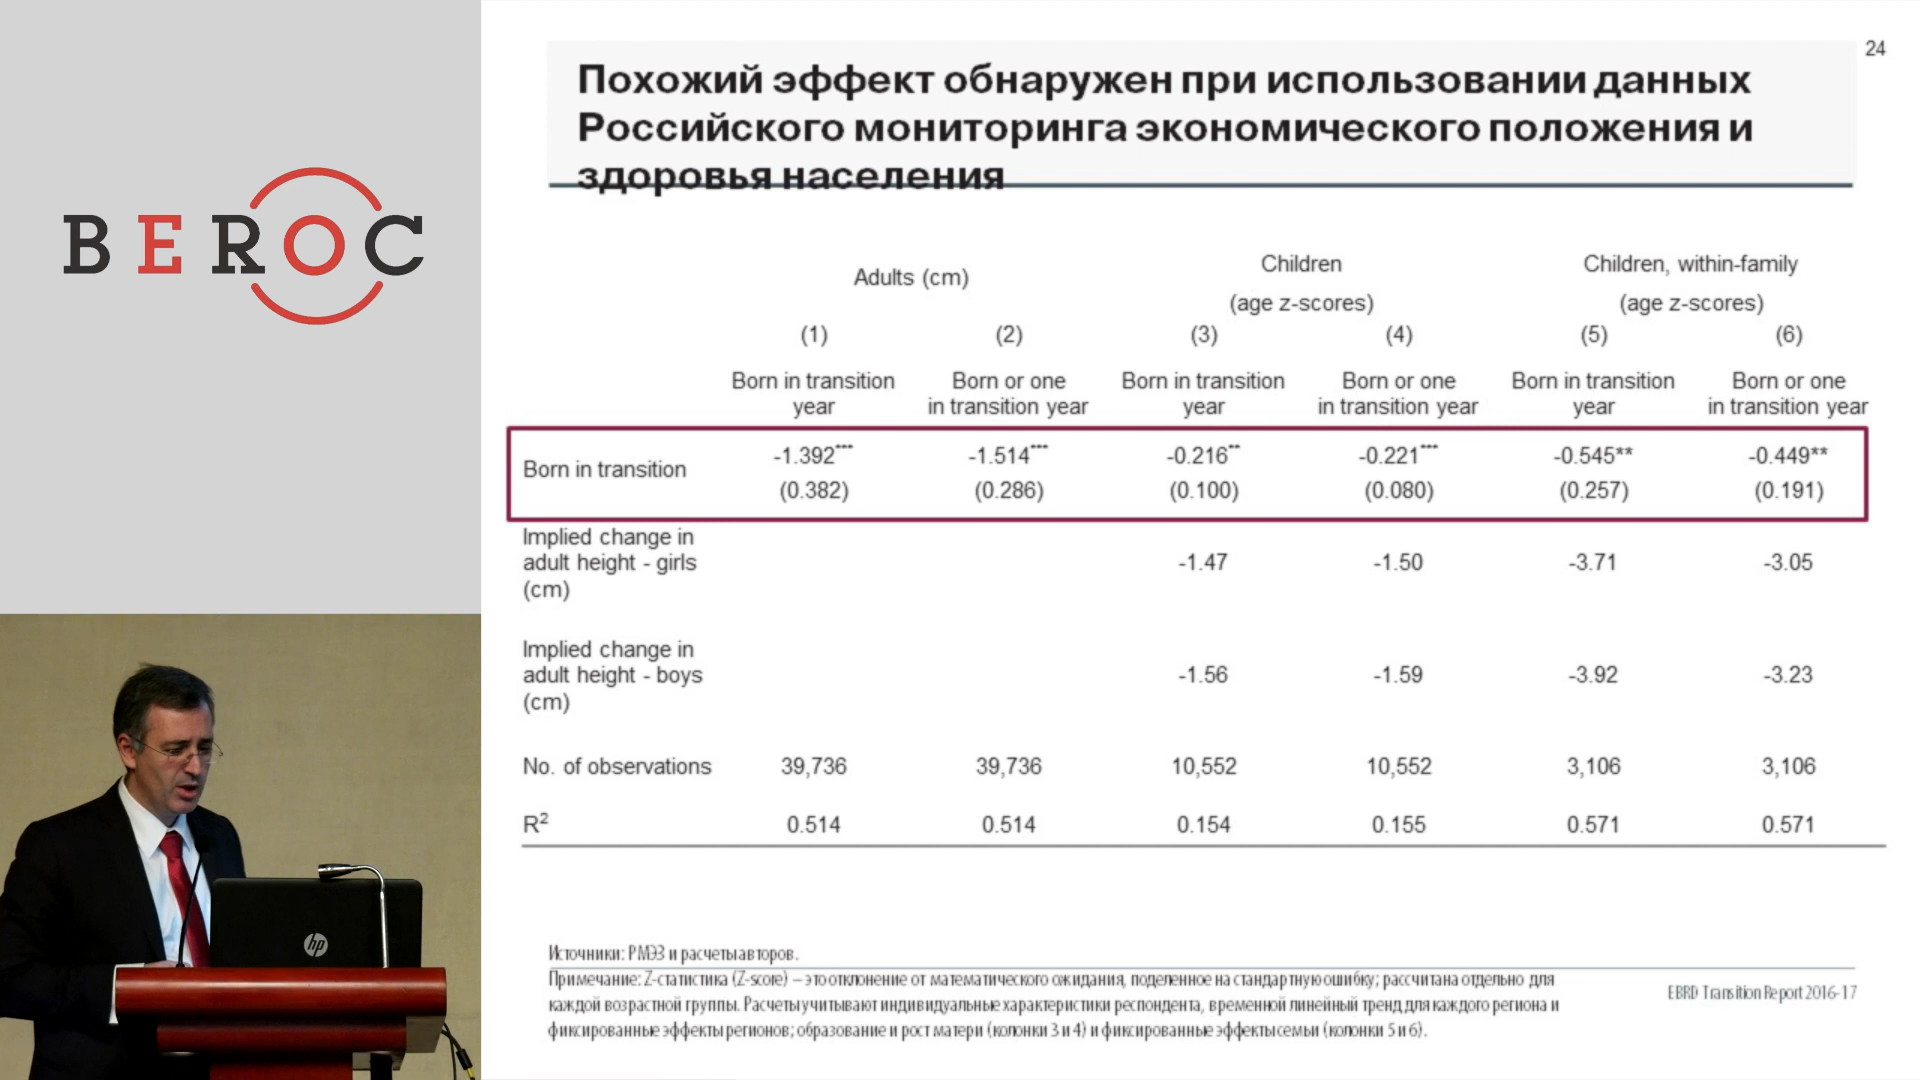 BEROC
24
Похожий эффект обнаружен при использовании данных
Российского мониторинга экономического положения и
здоровья населения
Adults (cm)
Children
(age z-scores)
Children, within-family
(age z-scores)
(1) (2) (3) (4) (5) (6)
Born in transition year
Born or one in transition year
Born in transition year
Born or one in transition year
Born in transition year
Born or one in transition year
Born in transition -1.392*** -1.514*** -0.216** -0.221*** -0.545** -0.449**
(0.382) (0.286) (0.100) (0.080) (0.257) (0.191)
Implied change in
adult height - girls -1.47 -1.50 -3.71 -3.05
(cm)
Implied change in
adult height - boys -1.56 -1.59 -3.92 -3.23
(cm)
No. of observations 39,736 39,736 10,552 10,552 3,106 3,106
R² 0.514 0.514 0.154 0.155 0.571 0.571
Источники: РМЭЗ и расчеты авторов.
Примечание: Z-статистика (Z-score) – это отклонение от математического ожидания, поделенное на стандартную ошибку; рассчитана отдельно для
каждой возрастной группы. Расчеты учитывают индивидуальные характеристики респондента, временной линейный тренд для каждого региона и
фиксированные эффекты регионов; образование и рост матери (колонки 3 и 4) и фиксированные эффекты семьи (колонки 5 и 6).
EBRD Transition Report 2016-17
hp